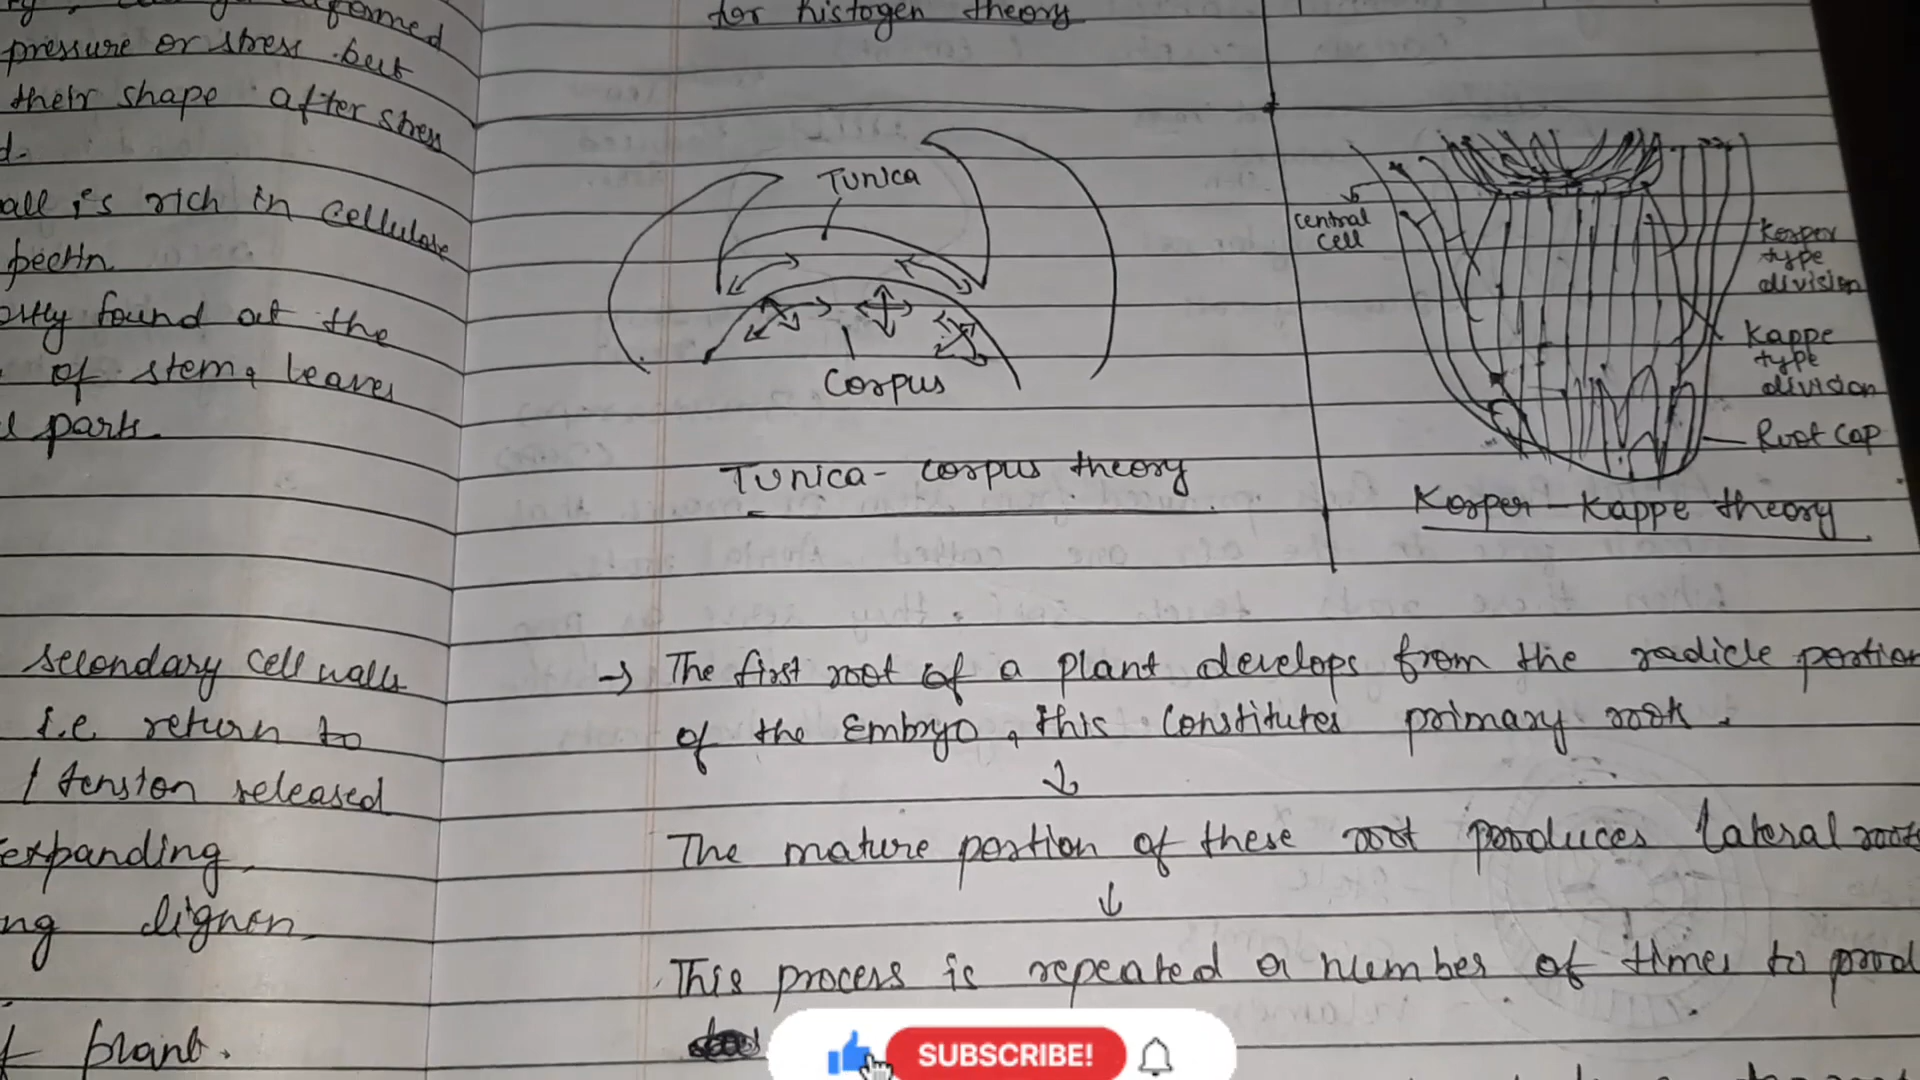 pressure or stress but
their shape after stress
d.
all is rich in cellulose
pectin
ostly found at the
of stem, leaves
l parts.
secondary cell walls
i.e return to
/ tension released
expanding
ng lignen
plant.
for histogen theory
Tunica
Corpus
Tunica - corpus theory
Central
cell
Korper
type
division
Kappe
type
division
Root cap
Korper - Kappe theory
→ The first root of a plant develops from the radicle portion
of the Embryo, this constitutes primary root.
↓
The mature portion of these root produces lateral roots
↓
This process is repeated a number of times to prod
SUBSCRIBE!